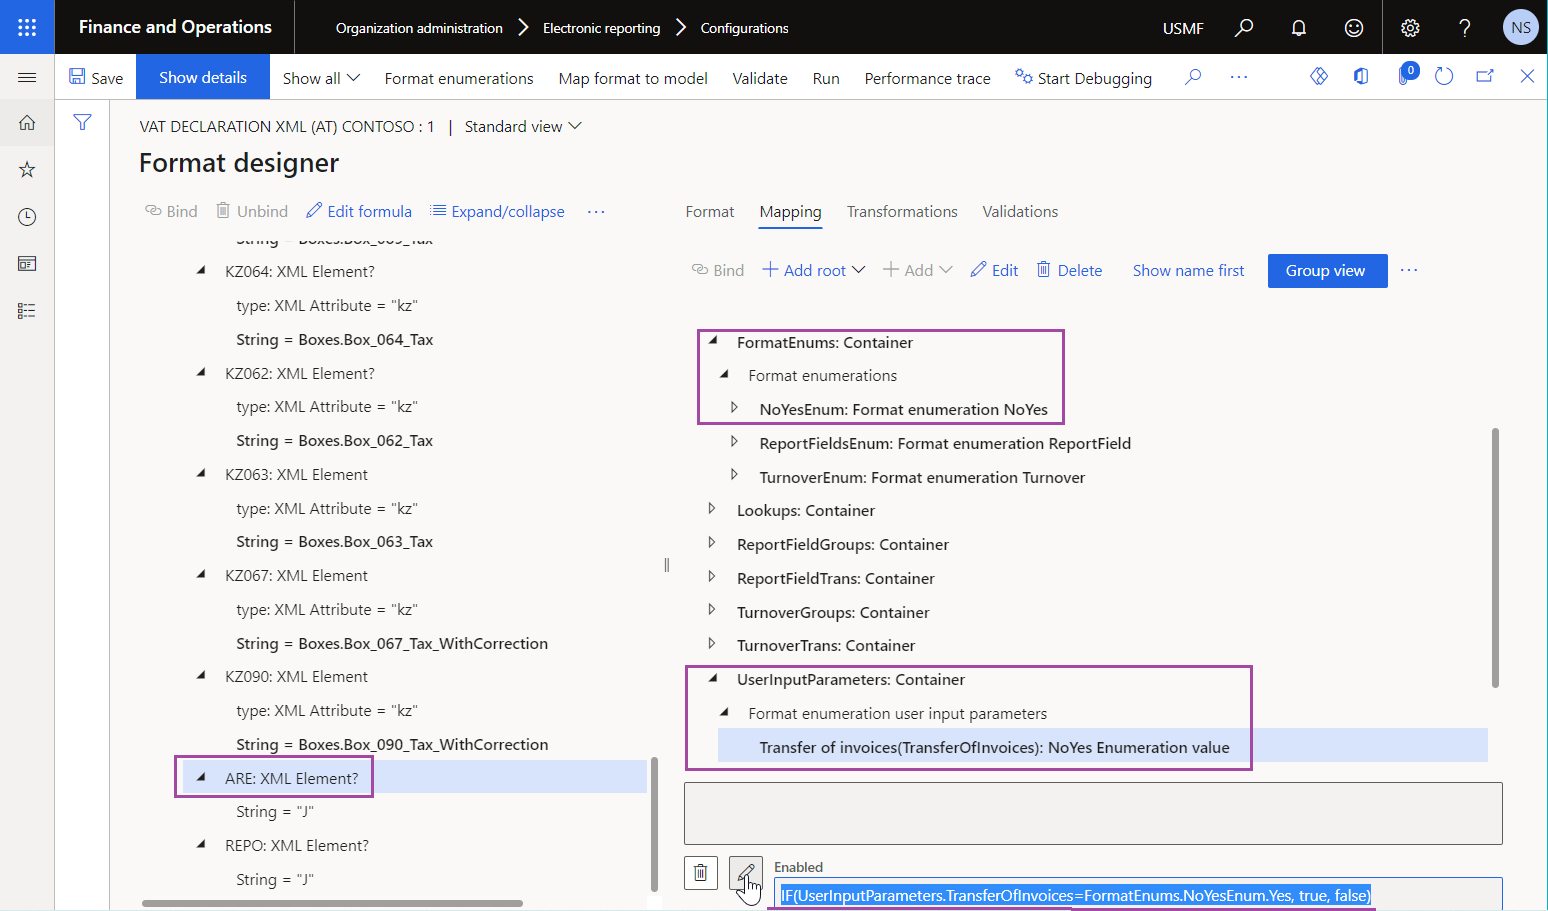 Finance and Operations
Organization administration
Electronic reporting
Configurations
USMF
NS
Save
Show details
Show all
Format enumerations
Map format to model
Validate
Run
Performance trace
Start Debugging
0
VAT DECLARATION XML (AT) CONTOSO : 1 | Standard view
Format designer
Bind
Unbind
Edit formula
Expand/collapse
String = Boxes.Box_065_Tax
KZ064: XML Element?
type: XML Attribute = "kz"
String = Boxes.Box_064_Tax
KZ062: XML Element?
type: XML Attribute = "kz"
String = Boxes.Box_062_Tax
KZ063: XML Element
type: XML Attribute = "kz"
String = Boxes.Box_063_Tax
KZ067: XML Element
type: XML Attribute = "kz"
String = Boxes.Box_067_Tax_WithCorrection
KZ090: XML Element
type: XML Attribute = "kz"
String = Boxes.Box_090_Tax_WithCorrection
ARE: XML Element?
String = "J"
REPO: XML Element?
String = "J"
Format
Mapping
Transformations
Validations
Bind
Add root
Add
Edit
Delete
Show name first
Group view
FormatEnums: Container
Format enumerations
NoYesEnum: Format enumeration NoYes
ReportFieldsEnum: Format enumeration ReportField
TurnoverEnum: Format enumeration Turnover
Lookups: Container
ReportFieldGroups: Container
ReportFieldTrans: Container
TurnoverGroups: Container
TurnoverTrans: Container
UserInputParameters: Container
Format enumeration user input parameters
Transfer of invoices(TransferOfInvoices): NoYes Enumeration value
Enabled
IF(UserInputParameters.TransferOfInvoices=FormatEnums.NoYesEnum.Yes, true, false)